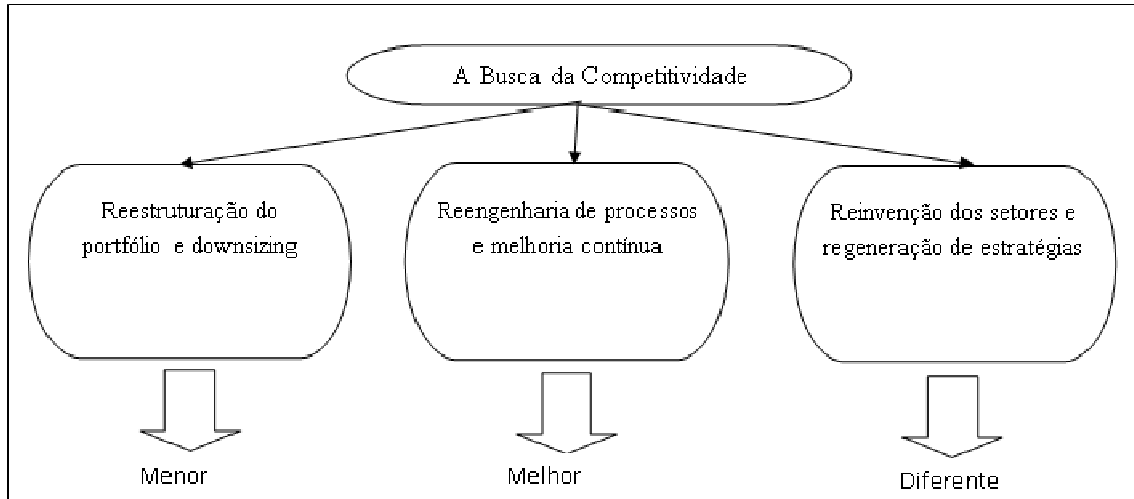 A Busca da Competitividade
Reestruturação do
portfólio e downsizing
Reengenharia de processos
e melhoria contínua
Reinvenção dos setores e
regeneração de estratégias
Menor
Melhor
Diferente